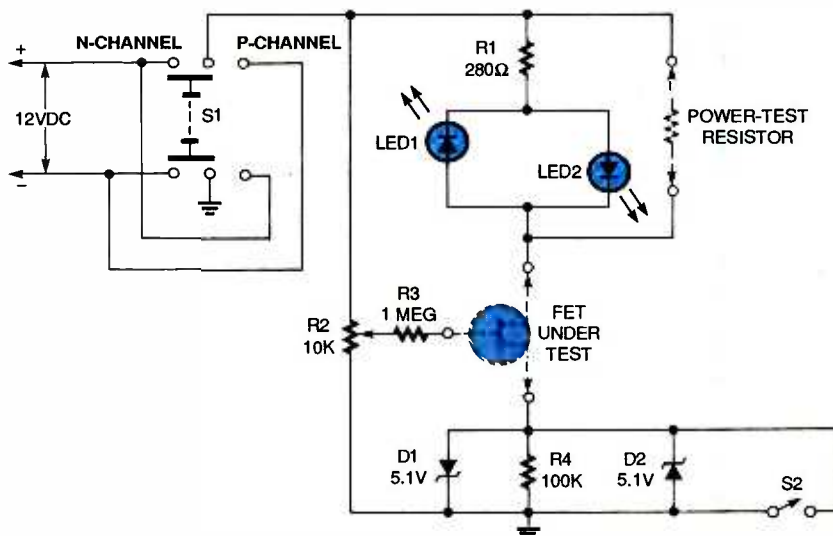 N-CHANNEL
P-CHANNEL
+
12VDC
–
S1
R1
280Ω
LED1
LED2
POWER-TEST
RESISTOR
R2
10K
R3
1 MEG
FET
UNDER
TEST
D1
5.1V
R4
100K
D2
5.1V
S2